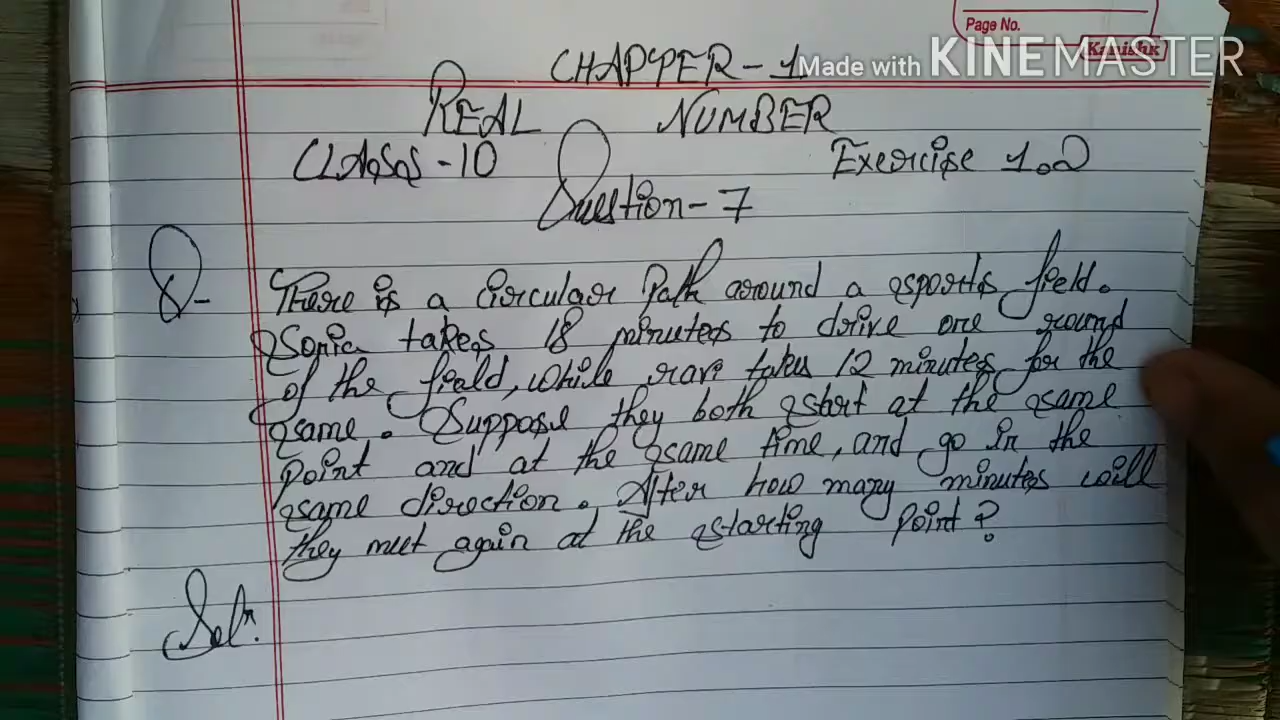 Page No.
Kanishk
Made with KINEMASTER
CHAPTER - 1
REAL NUMBER
CLASS - 10
Exercise 1.2
Question - 7
Q- There is a circular path around a sports field.
Sonia takes 18 minutes to drive one round
of the field, while ravi takes 12 minutes for the
same. Suppose they both start at the same
point and at the same time, and go in the
same direction. After how many minutes will
they meet again at the starting point?
Solⁿ.